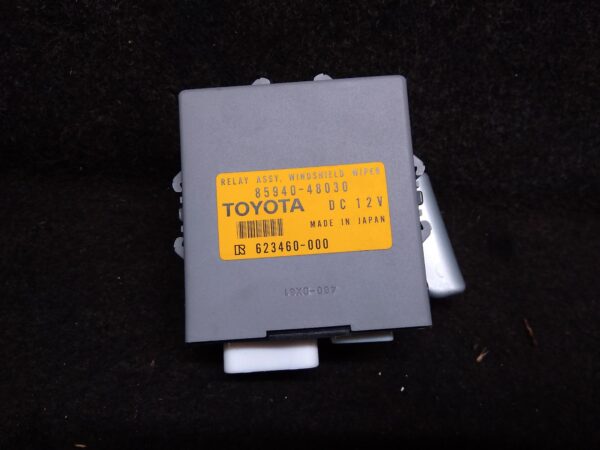 RELAY ASSY, WINDSHIELD WIPER
85940-48030
TOYOTA DC 12V
MADE IN JAPAN
623460-000